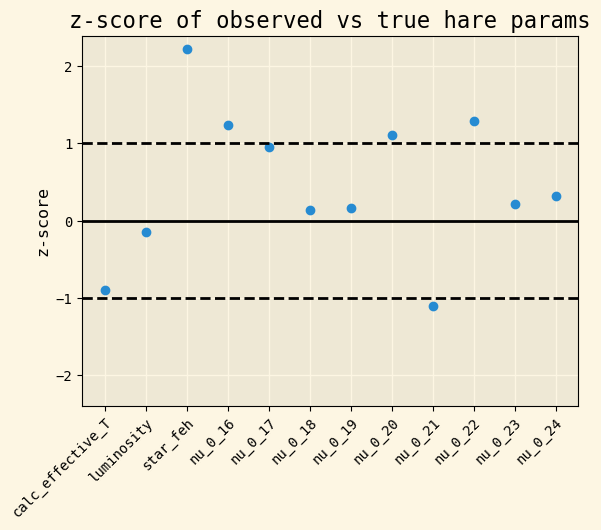 z-score of observed vs true hare params
z-score
2
1
0
−1
−2
calc_effective_T
luminosity
star_feh
nu_0_16
nu_0_17
nu_0_18
nu_0_19
nu_0_20
nu_0_21
nu_0_22
nu_0_23
nu_0_24